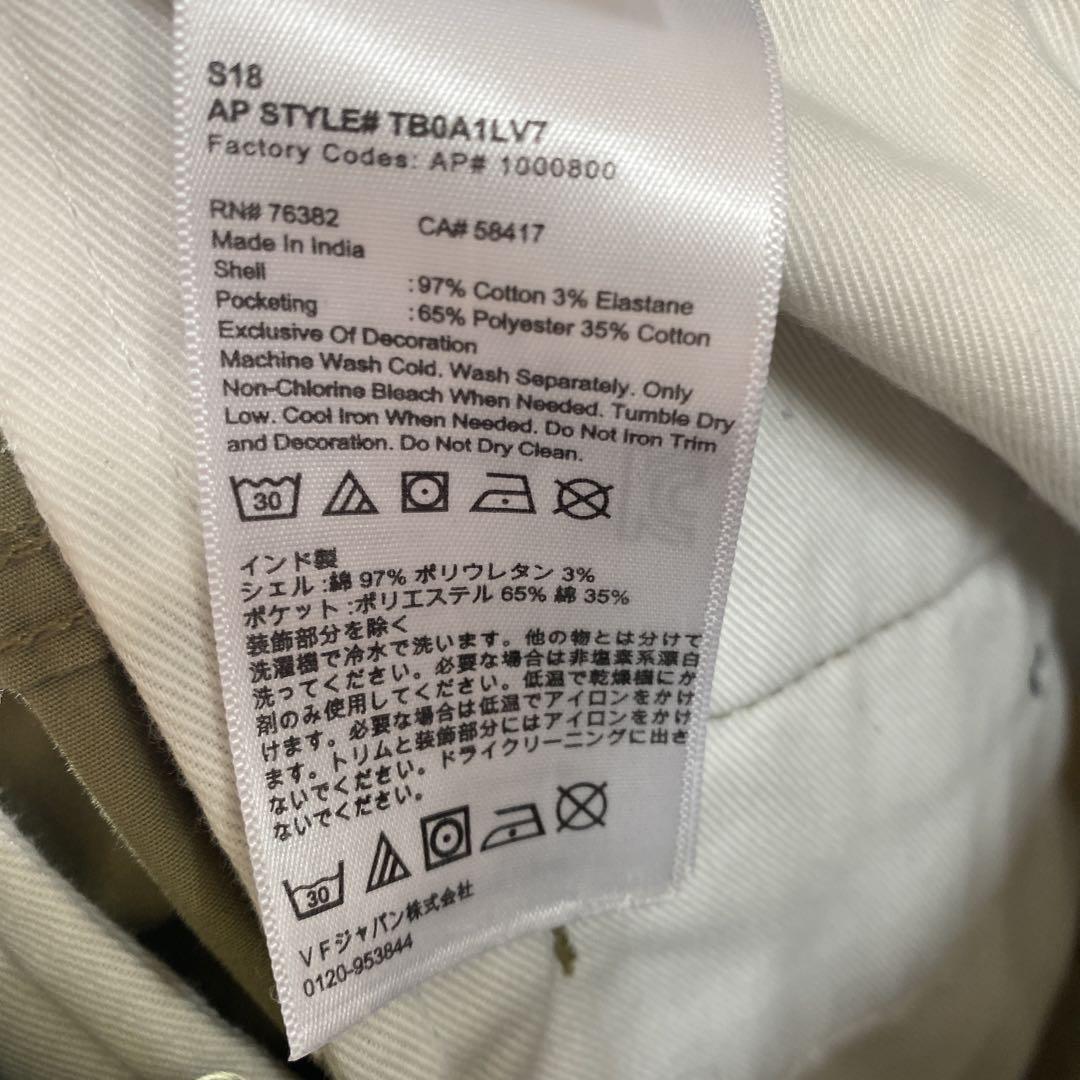 S18
AP STYLE# TB0A1LV7
Factory Codes: AP# 1000800
RN# 76382 CA# 58417
Made In India
Shell :97% Cotton 3% Elastane
Pocketing :65% Polyester 35% Cotton
Exclusive Of Decoration
Machine Wash Cold. Wash Separately. Only
Non-Chlorine Bleach When Needed. Tumble Dry
Low. Cool Iron When Needed. Do Not Iron Trim
and Decoration. Do Not Dry Clean.
30
インド製
シェル :綿 97% ポリウレタン 3%
ポケット :ポリエステル 65% 綿 35%
装飾部分を除く
洗濯機で冷水で洗います。他の物とは分けて
洗ってください。必要な場合は非塩素系漂白
剤のみ使用してください。低温で乾燥機にか
けます。必要な場合は低温でアイロンをかけ
ます。トリムと装飾部分にはアイロンをかけ
ないでください。ドライクリーニングに出さ
ないでください。
30
VFジャパン株式会社
0120-953844